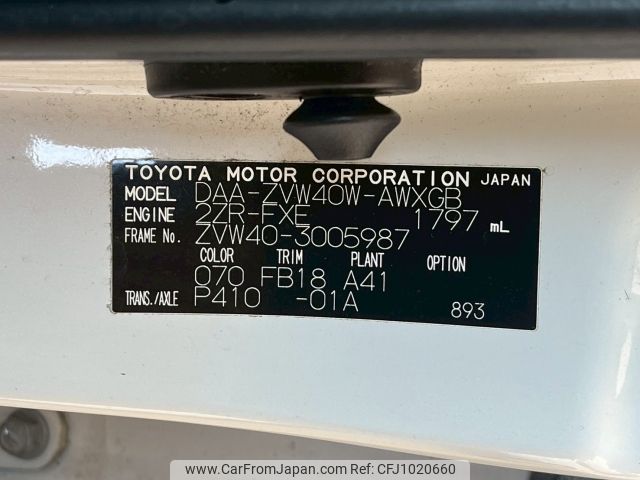 TOYOTA MOTOR CORPORATION JAPAN
MODEL DAA-ZVW40W-AWXGB
ENGINE 2ZR-FXE 1797 mL
FRAME No. ZVW40-3005987
COLOR TRIM PLANT OPTION
070 FB18 A41
TRANS./AXLE P410 -01A 893
www.CarFromJapan.com | Ref ID:CFJ1020660